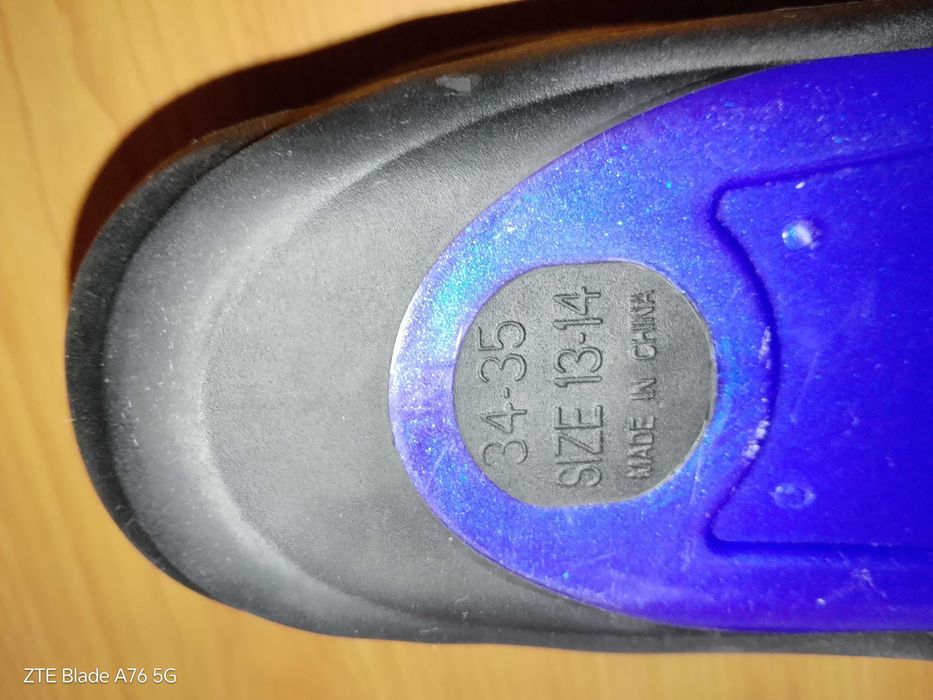 34-35
SIZE 13-14
MADE IN CHINA
ZTE Blade A76 5G